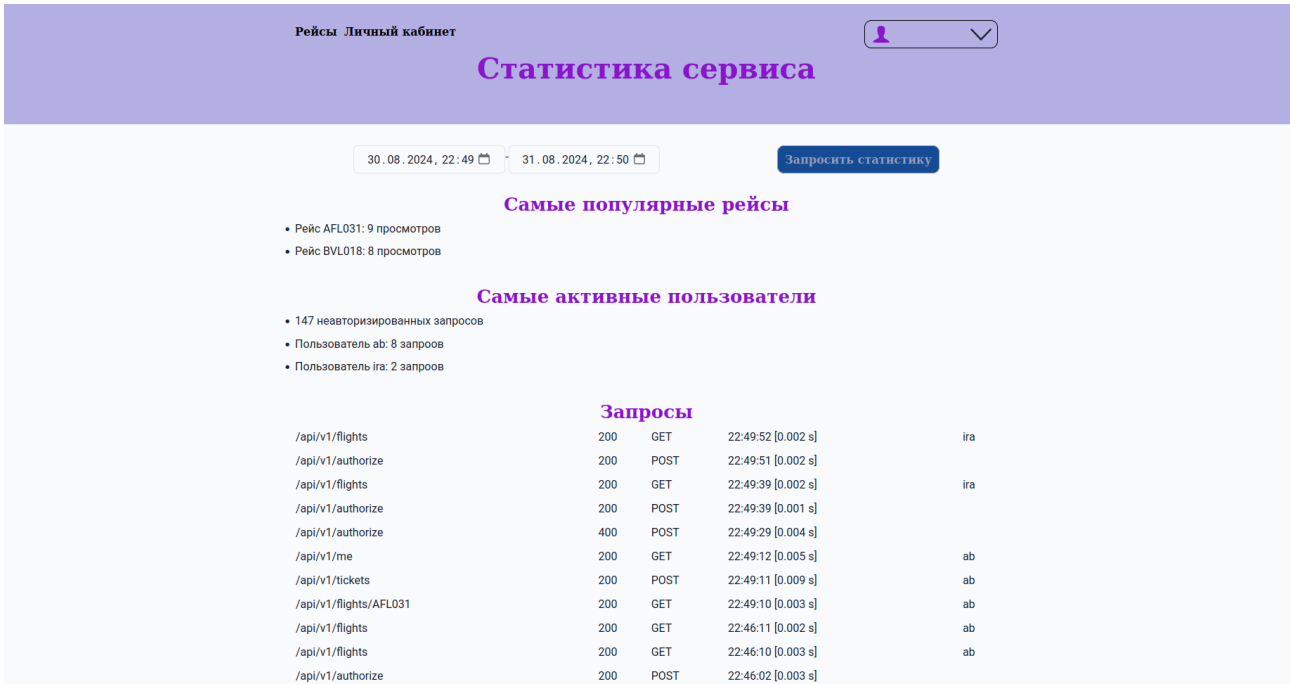 Рейсы Личный кабинет
Статистика сервиса
30.08.2024, 22:49 - 31.08.2024, 22:50 Запросить статистику
Самые популярные рейсы
• Рейс AFL031: 9 просмотров
• Рейс BVL018: 8 просмотров
Самые активные пользователи
• 147 неавторизированных запросов
• Пользователь ab: 8 запроов
• Пользователь ira: 2 запроов
Запросы
/api/v1/flights 200 GET 22:49:52 [0.002 s] ira
/api/v1/authorize 200 POST 22:49:51 [0.002 s]
/api/v1/flights 200 GET 22:49:39 [0.002 s] ira
/api/v1/authorize 200 POST 22:49:39 [0.001 s]
/api/v1/authorize 400 POST 22:49:29 [0.004 s]
/api/v1/me 200 GET 22:49:12 [0.005 s] ab
/api/v1/tickets 200 POST 22:49:11 [0.009 s] ab
/api/v1/flights/AFL031 200 GET 22:49:10 [0.003 s] ab
/api/v1/flights 200 GET 22:46:11 [0.002 s] ab
/api/v1/flights 200 GET 22:46:10 [0.003 s] ab
/api/v1/authorize 200 POST 22:46:02 [0.003 s]